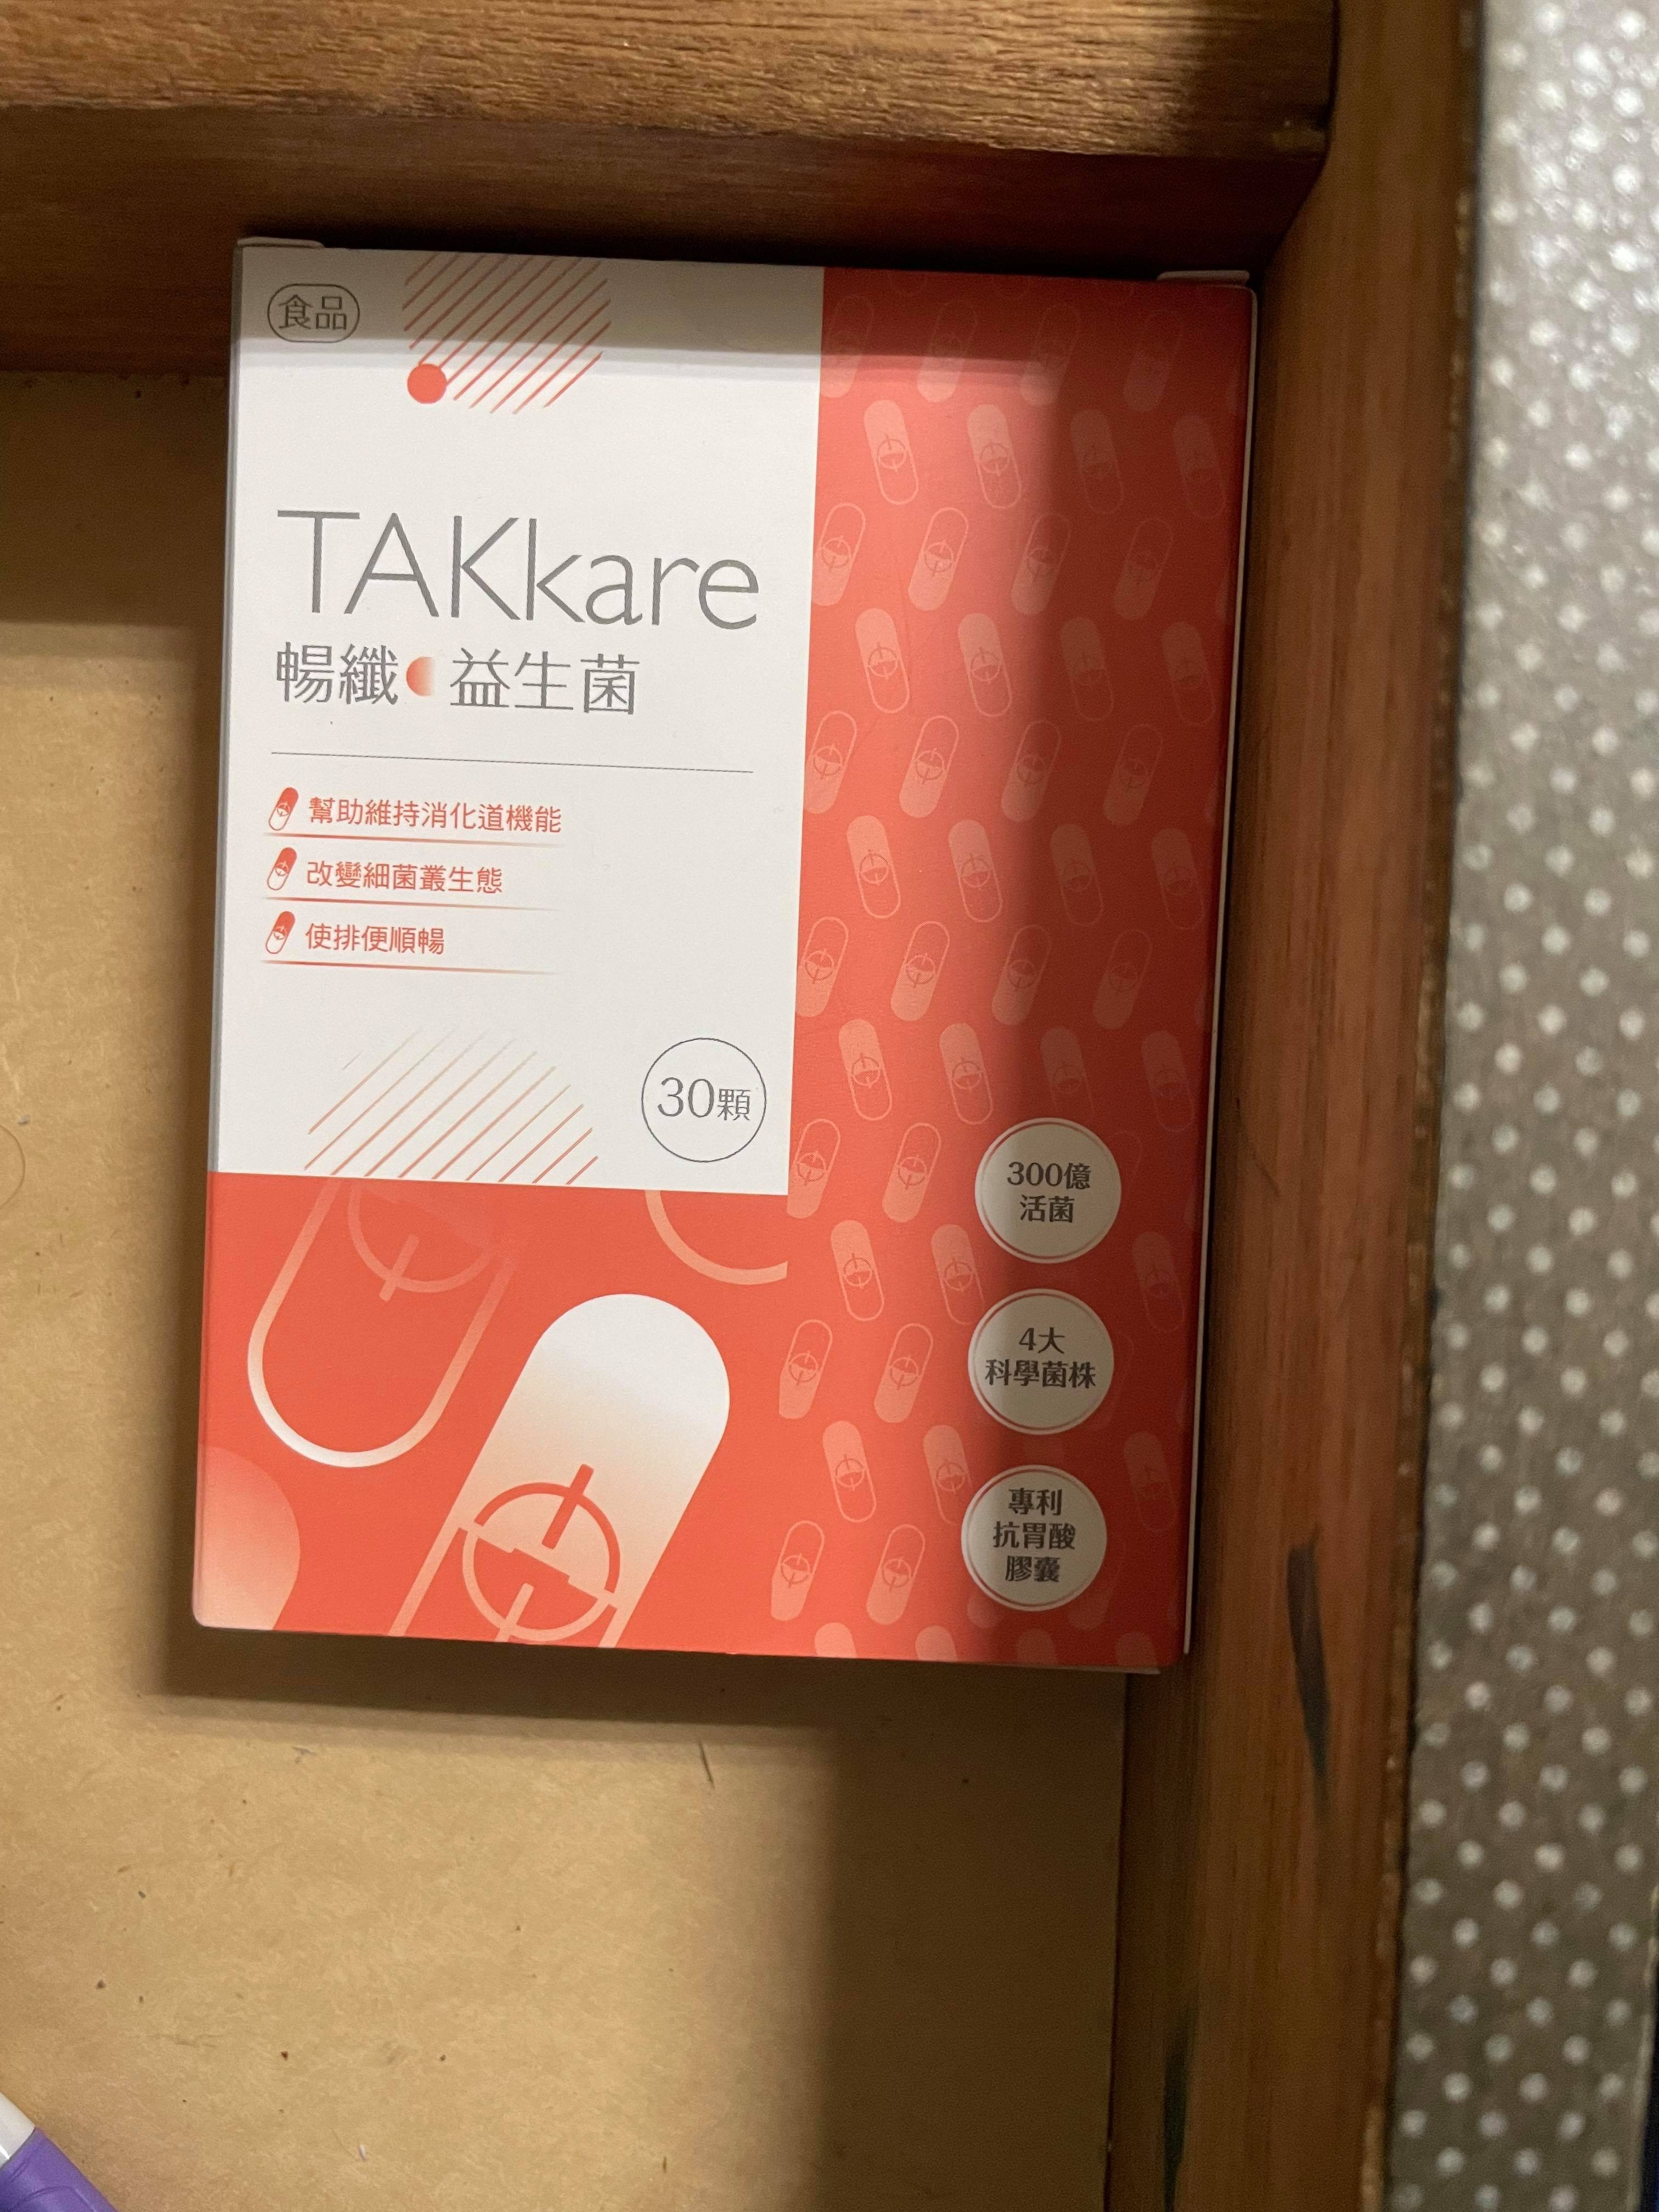 食品
TAKkare
暢纖 益生菌
幫助維持消化道機能
改變細菌叢生態
使排便順暢
30顆
300億
活菌
4大
科學菌株
專利
抗胃酸
膠囊